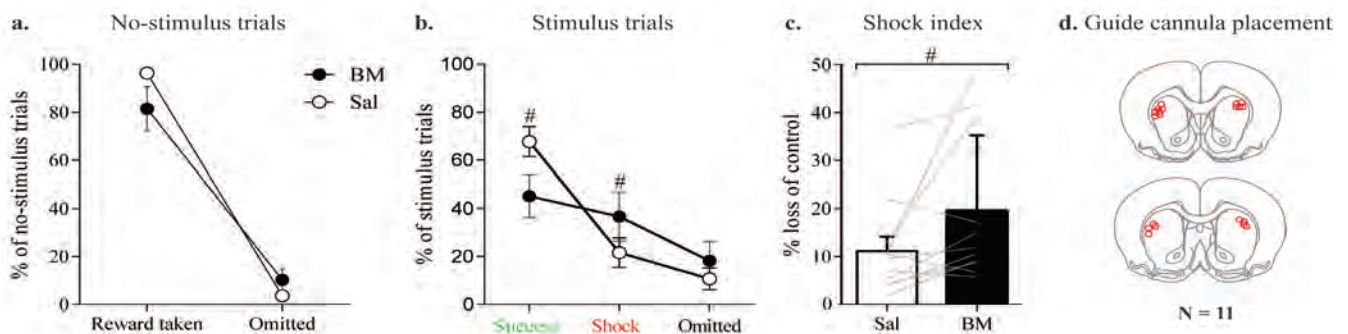 a. No-stimulus trials
% of no-stimulus trials
100
80
60
40
20
0
Reward taken Omitted
BM
Sal
b. Stimulus trials
% of stimulus trials
100
80
60
40
20
0
#
#
Success Shock Omitted
c. Shock index
% loss of control
50
40
30
20
10
0
#
Sal BM
d. Guide cannula placement
N = 11